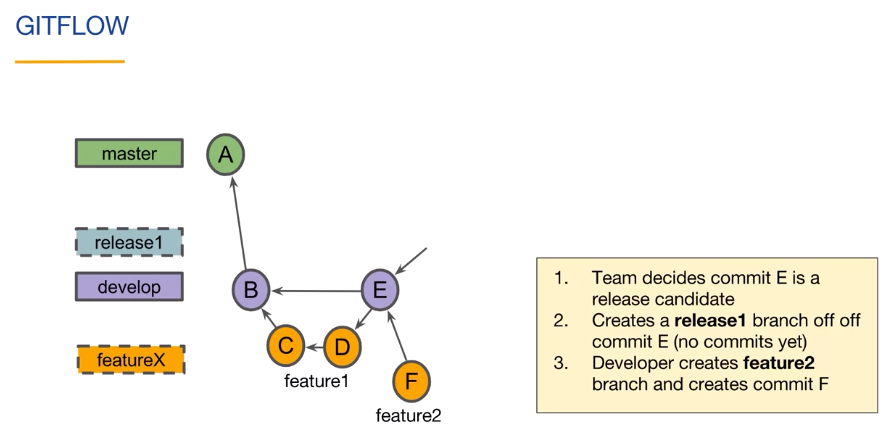 GITFLOW
master
A
release1
develop
B
E
featureX
C
D
feature1
F
feature2
1. Team decides commit E is a
release candidate
2. Creates a release1 branch off off
commit E (no commits yet)
3. Developer creates feature2
branch and creates commit F